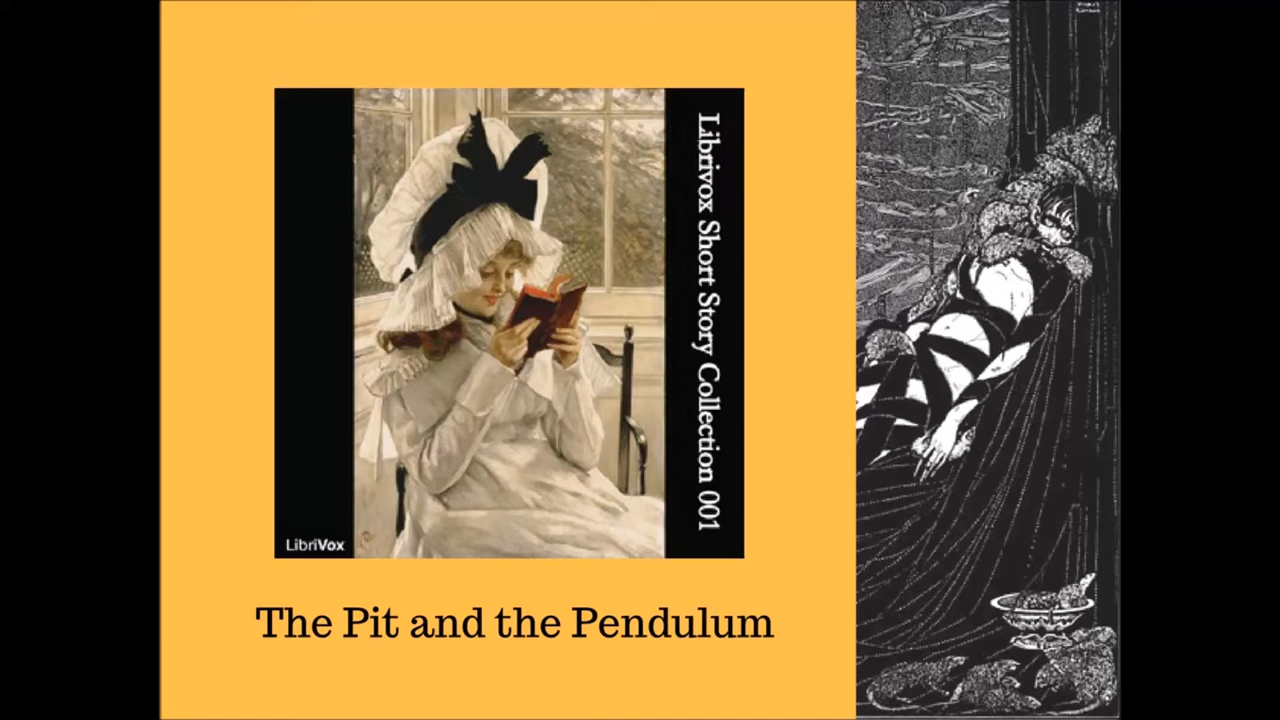 Librivox Short Story Collection 001
LibriVox
The Pit and the Pendulum